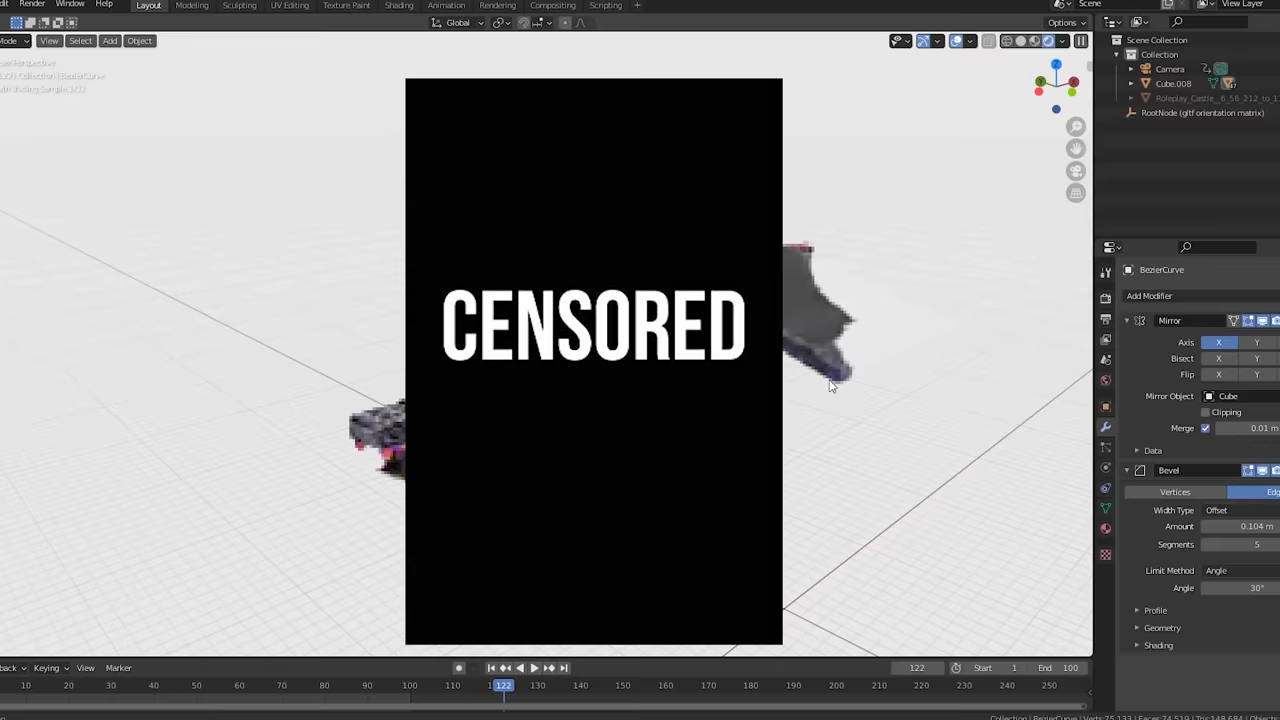 Render Window Help Layout Modeling Sculpting UV Editing Texture Paint Shading Animation Rendering Compositing Scripting + Scene View Layer
Global Options
Mode View Select Add Object
Collection | BezierCurve
Scene Collection
Collection
Camera
Cube.008
RootNode (gltf orientation matrix)
CENSORED
BezierCurve
Add Modifier
Mirror
Axis X Y
Bisect X Y
Flip X Y
Mirror Object Cube
Clipping
Merge 0.01 m
Data
Bevel
Vertices
Width Type Offset
Amount 0.104 m
Segments 5
Limit Method Angle
Angle 30°
Profile
Geometry
Shading
Keying View Marker 122 Start 1 End 100
10 20 30 40 50 60 70 80 90 100 110 122 130 140 150 160 170 180 190 200 210 220 230 240 250